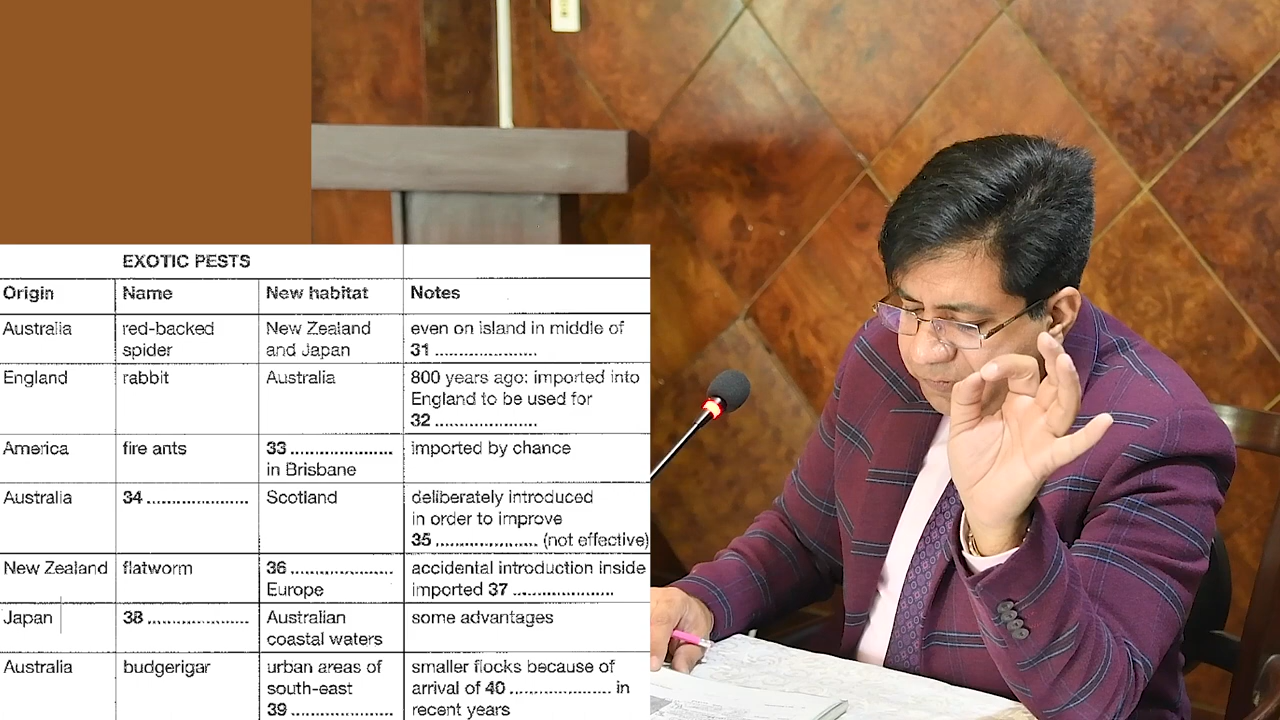 EXOTIC PESTS
Origin Name New habitat Notes
Australia red-backed spider New Zealand and Japan even on island in middle of 31 .....................
England rabbit Australia 800 years ago: imported into England to be used for 32 .....................
America fire ants 33 ..................... in Brisbane imported by chance
Australia 34 ..................... Scotland deliberately introduced in order to improve 35 ..................... (not effective)
New Zealand flatworm 36 ..................... Europe accidental introduction inside imported 37 .....................
Japan 38 ..................... Australian coastal waters some advantages
Australia budgerigar urban areas of south-east 39 ..................... smaller flocks because of arrival of 40 ..................... in recent years